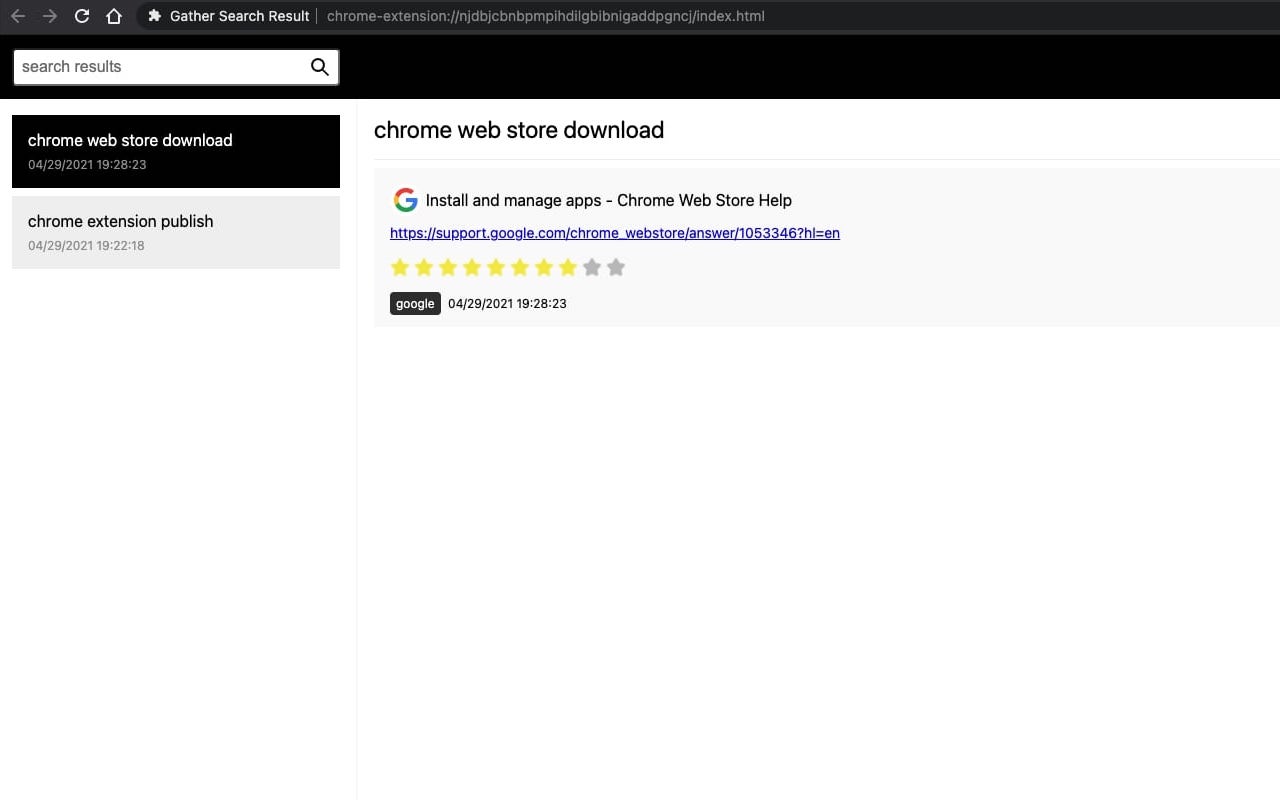 Gather Search Result | chrome-extension://njdbjcbnbpmpihdilgbibnigaddpgncj/index.html
search results
chrome web store download
04/29/2021 19:28:23
chrome extension publish
04/29/2021 19:22:18
chrome web store download
Install and manage apps - Chrome Web Store Help
https://support.google.com/chrome_webstore/answer/1053346?hl=en
google 04/29/2021 19:28:23